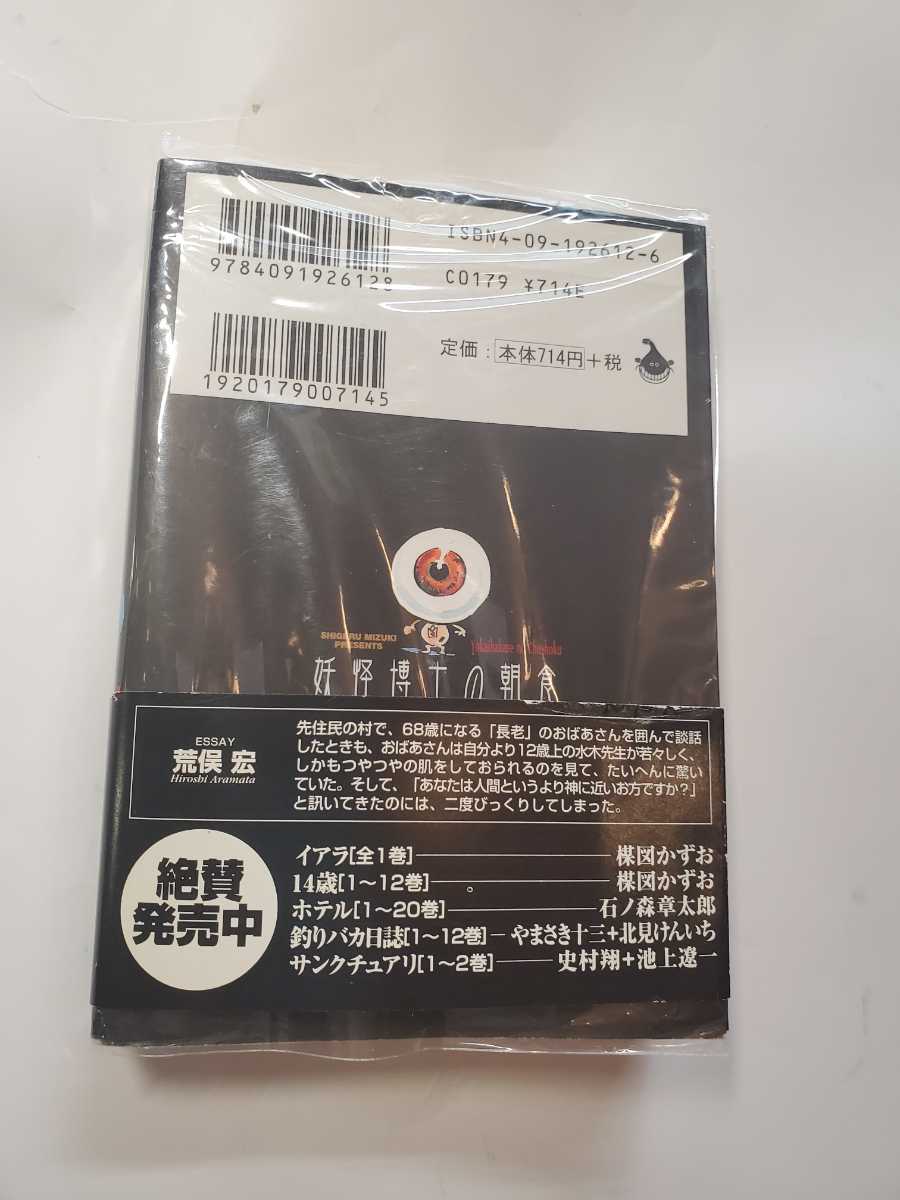 ISBN4-09-192612-6
9784091926128
C0179 ¥714E
定価：本体714円+税
1920179007145
SHIGERU MIZUKI
PRESENTS
Yokaihakase no Choshoku
妖怪博士の朝食
ESSAY
荒俣 宏
Hiroshi Aramata
先住民の村で、68歳になる「長老」のおばあさんを囲んで談話
したときも、おばあさんは自分より12歳上の水木先生が若々しく、
しかもつやつやの肌をしておられるのを見て、たいへんに驚い
ていた。そして、「あなたは人間というより神に近いお方ですか?」
と訊いてきたのには、二度びっくりしてしまった。
絶賛
発売中
イアラ[全1巻]――楳図かずお
14歳[1〜12巻]――楳図かずお
ホテル[1〜20巻]――石ノ森章太郎
釣りバカ日誌[1〜12巻]―やまさき十三+北見けんいち
サンクチュアリ[1〜2巻]――史村翔+池上遼一